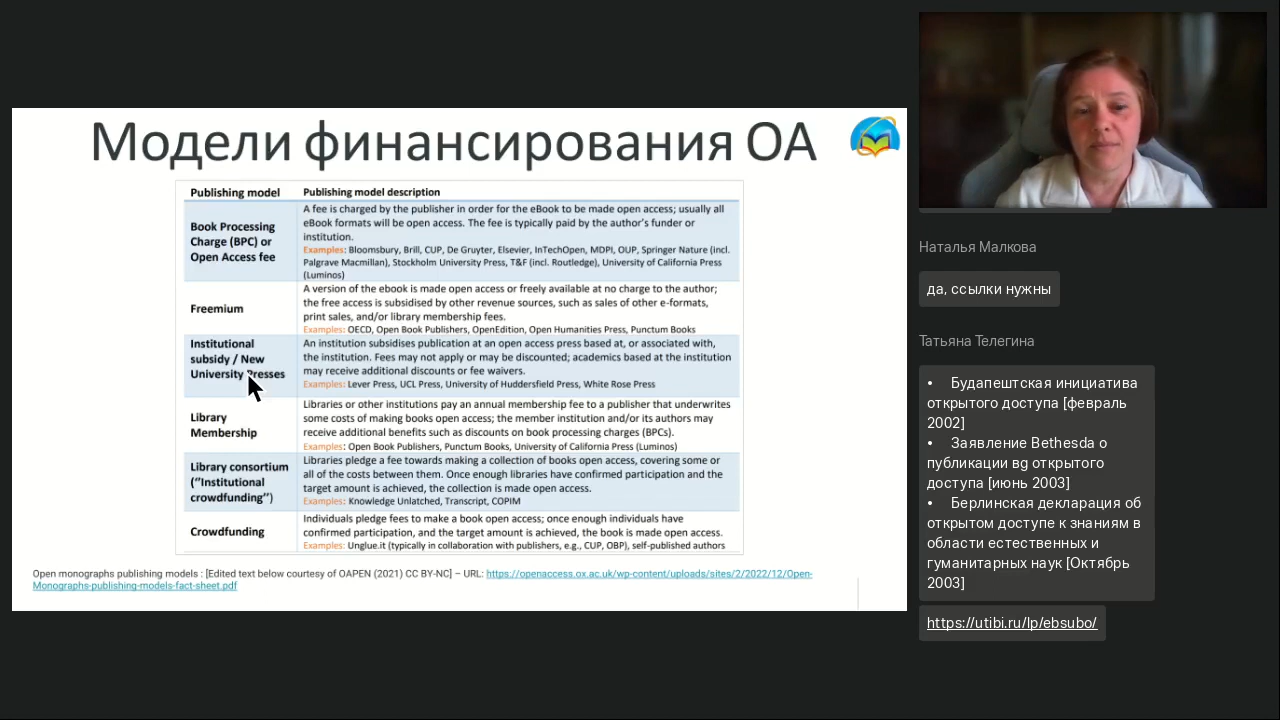 Модели финансирования ОА
Publishing model
Publishing model description
Book Processing
Charge (BPC) or
Open Access fee
A fee is charged by the publisher in order for the eBook to be made open access; usually all
eBook formats will be open access. The fee is typically paid by the author's funder or
institution.
Examples: Bloomsbury, Brill, CUP, De Gruyter, Elsevier, InTechOpen, MDPI, OUP, Springer Nature (incl.
Palgrave Macmillan), Stockholm University Press, T&F (incl. Routledge), University of California Press
(Luminos)
Freemium
A version of the ebook is made open access or freely available at no charge to the author;
the free access is subsidised by other revenue sources, such as sales of other e-formats,
print sales, and/or library membership fees.
Examples: OECD, Open Book Publishers, OpenEdition, Open Humanities Press, Punctum Books
Institutional
subsidy / New
University Presses
An institution subsidises publication at an open access press based at, or associated with,
the institution. Fees may not apply or may be discounted; academics based at the institution
may receive additional discounts or fee waivers.
Examples: Lever Press, UCL Press, University of Huddersfield Press, White Rose Press
Library
Membership
Libraries or other institutions pay an annual membership fee to a publisher that underwrites
some costs of making books open access; the member institution and/or its authors may
receive additional benefits such as discounts on book processing charges (BPCs).
Examples: Open Book Publishers, Punctum Books, University of California Press (Luminos)
Library consortium
("Institutional
crowdfunding")
Libraries pledge a fee towards making a collection of books open access, covering some or
all of the costs between them. Once enough libraries have confirmed participation and the
target amount is achieved, the collection is made open access.
Examples: Knowledge Unlatched, Transcript, COPIM
Crowdfunding
Individuals pledge fees to make a book open access; once enough individuals have
confirmed participation, and the target amount is achieved, the book is made open access.
Examples: Unglue.it (typically in collaboration with publishers, e.g., CUP, OBP), self-published authors
Open monographs publishing models : [Edited text below courtesy of OAPEN (2021) CC BY-NC] – URL: https://openaccess.ox.ac.uk/wp-content/uploads/sites/2/2022/12/Open-
Monographs-publishing-models-fact-sheet.pdf
Наталья Малкова
да, ссылки нужны
Татьяна Телегина
• Будапештская инициатива
открытого доступа [февраль
2002]
• Заявление Bethesda о
публикации вg открытого
доступа [июнь 2003]
• Берлинская декларация об
открытом доступе к знаниям в
области естественных и
гуманитарных наук [Октябрь
2003]
https://utibi.ru/lp/ebsubo/